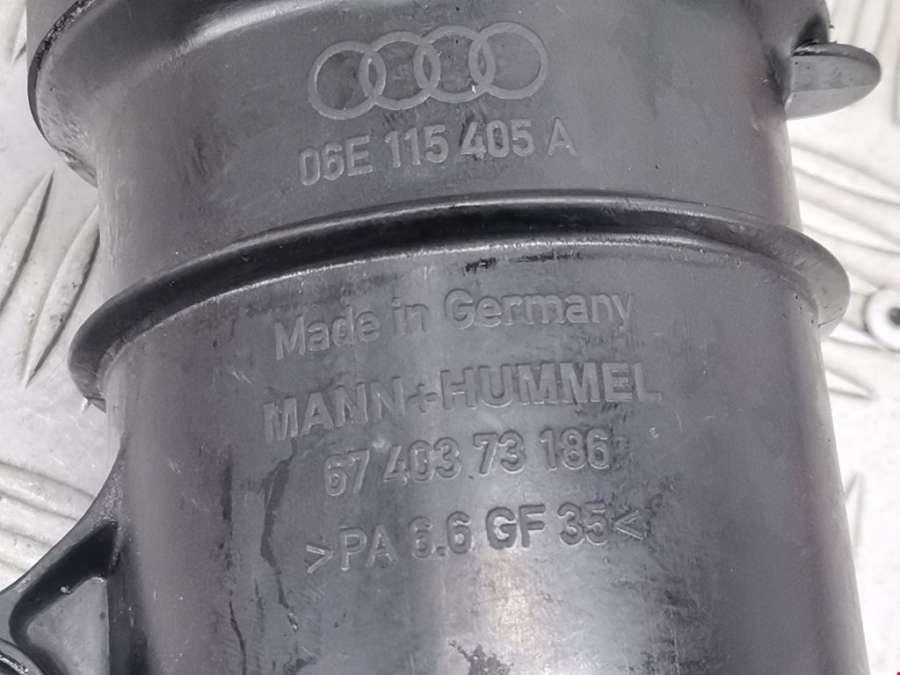 06E 115 405 A
Made in Germany
MANN+HUMMEL
67 403 73 186
>PA 6.6 GF 35<